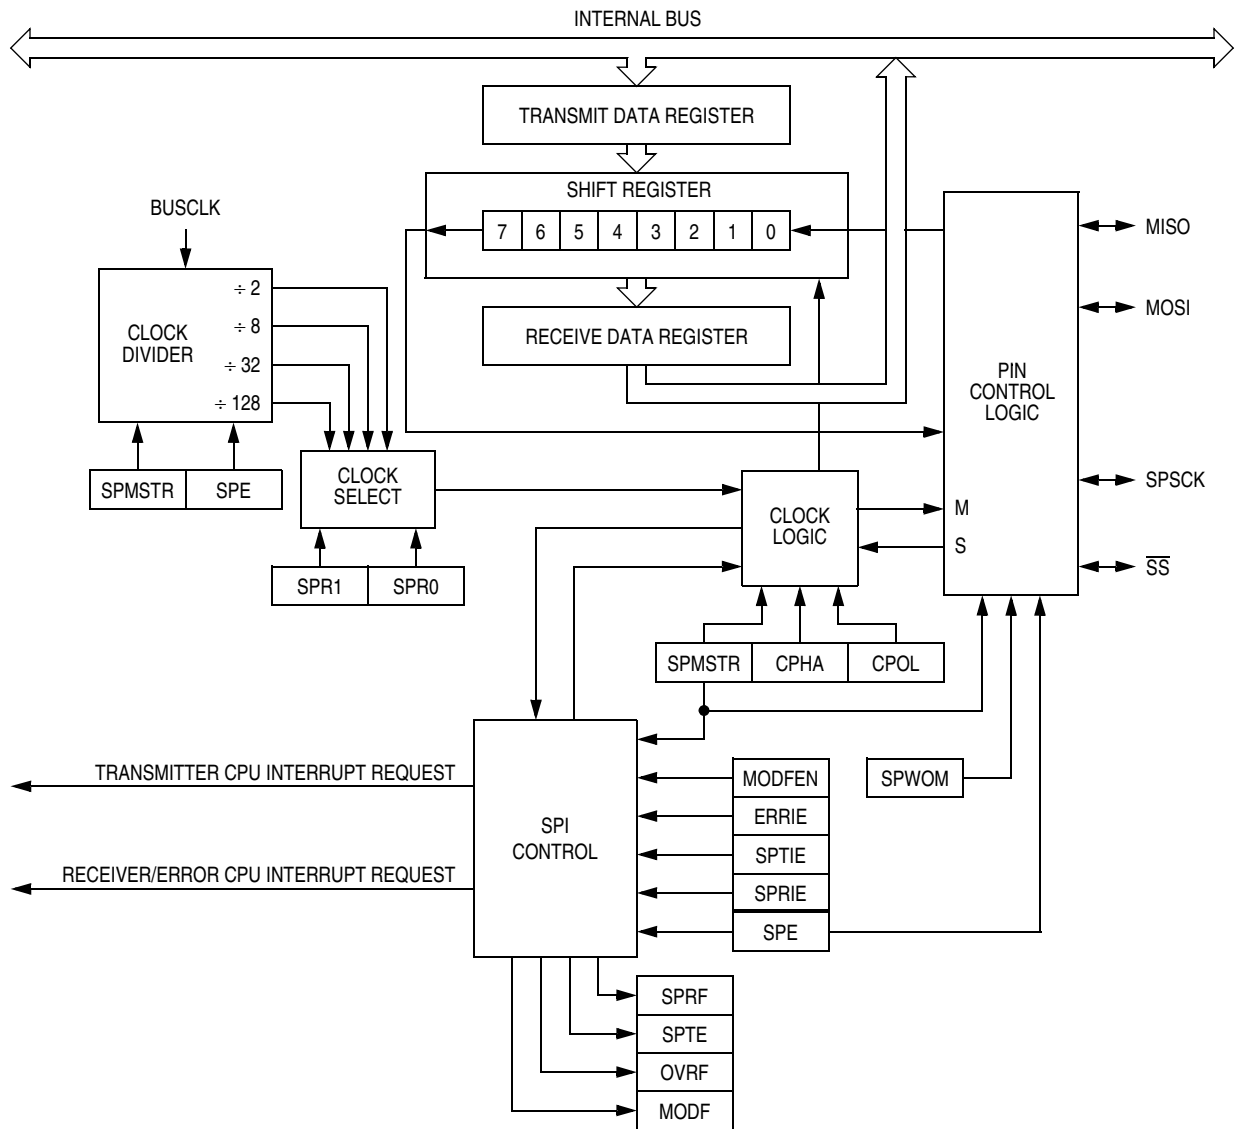 INTERNAL BUS
TRANSMIT DATA REGISTER
SHIFT REGISTER
7 6 5 4 3 2 1 0
RECEIVE DATA REGISTER
BUSCLK
CLOCK
DIVIDER
÷ 2
÷ 8
÷ 32
÷ 128
SPMSTR SPE
CLOCK
SELECT
SPR1 SPR0
CLOCK
LOGIC
SPMSTR CPHA CPOL
PIN
CONTROL
LOGIC
M
S
MISO
MOSI
SPSCK
SS
TRANSMITTER CPU INTERRUPT REQUEST
RECEIVER/ERROR CPU INTERRUPT REQUEST
SPI
CONTROL
MODFEN
ERRIE
SPTIE
SPRIE
SPE
SPWOM
SPRF
SPTE
OVRF
MODF